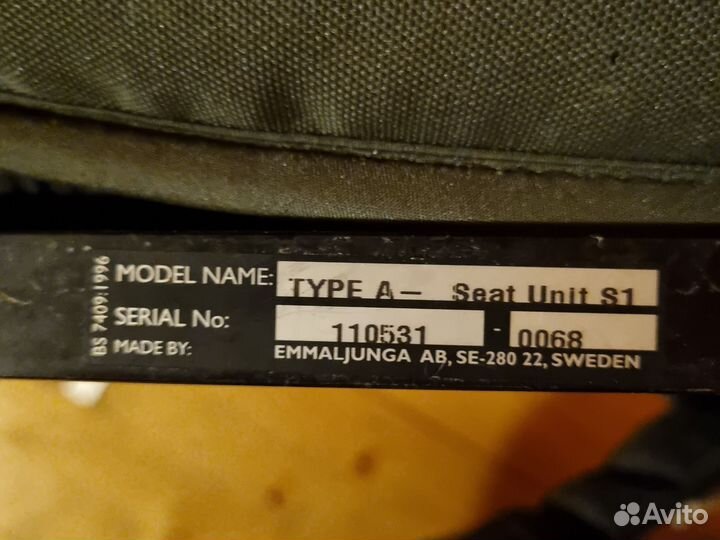 BS 7409:1996
MODEL NAME: TYPE A- Seat Unit S1
SERIAL No: 110531 - 0068
MADE BY: EMMALJUNGA AB, SE-280 22, SWEDEN
Avito